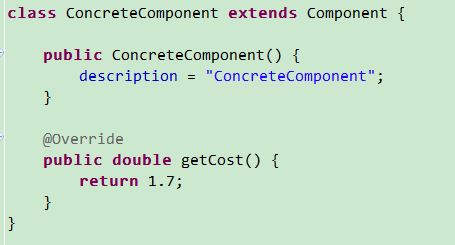 class ConcreteComponent extends Component {
public ConcreteComponent() {
description = "ConcreteComponent";
}
@Override
public double getCost() {
return 1.7;
}
}